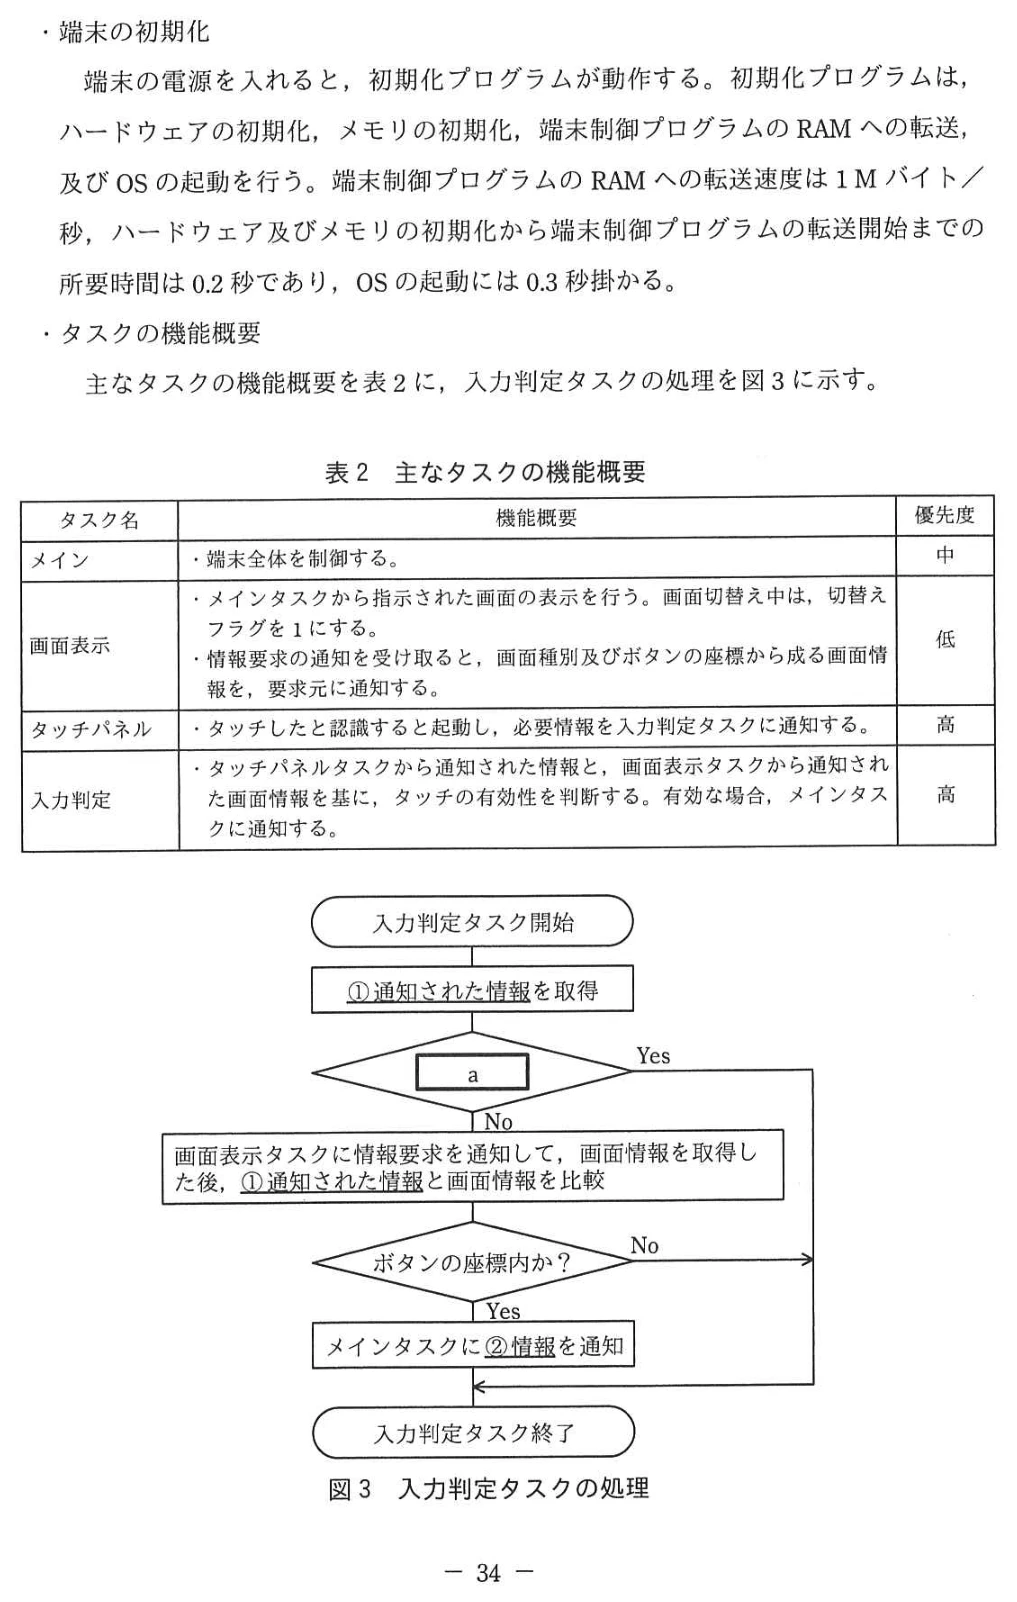 ・端末の初期化
端末の電源を入れると，初期化プログラムが動作する。初期化プログラムは，
ハードウェアの初期化，メモリの初期化，端末制御プログラムの RAM への転送，
及び OS の起動を行う。端末制御プログラムの RAM への転送速度は 1 M バイト／
秒，ハードウェア及びメモリの初期化から端末制御プログラムの転送開始までの
所要時間は 0.2 秒であり，OS の起動には 0.3 秒掛かる。
・タスクの機能概要
主なタスクの機能概要を表 2 に，入力判定タスクの処理を図 3 に示す。
表 2　主なタスクの機能概要
タスク名　機能概要　優先度
メイン　・端末全体を制御する。　中
画面表示　・メインタスクから指示された画面の表示を行う。画面切替え中は，切替え
フラグを 1 にする。
・情報要求の通知を受け取ると，画面種別及びボタンの座標から成る画面情
報を，要求元に通知する。　低
タッチパネル　・タッチしたと認識すると起動し，必要情報を入力判定タスクに通知する。　高
入力判定　・タッチパネルタスクから通知された情報と，画面表示タスクから通知され
た画面情報を基に，タッチの有効性を判断する。有効な場合，メインタス
クに通知する。　高
入力判定タスク開始
①通知された情報を取得
a
Yes
No
画面表示タスクに情報要求を通知して，画面情報を取得し
た後，①通知された情報と画面情報を比較
ボタンの座標内か？
No
Yes
メインタスクに②情報を通知
入力判定タスク終了
図 3　入力判定タスクの処理
－ 34 －